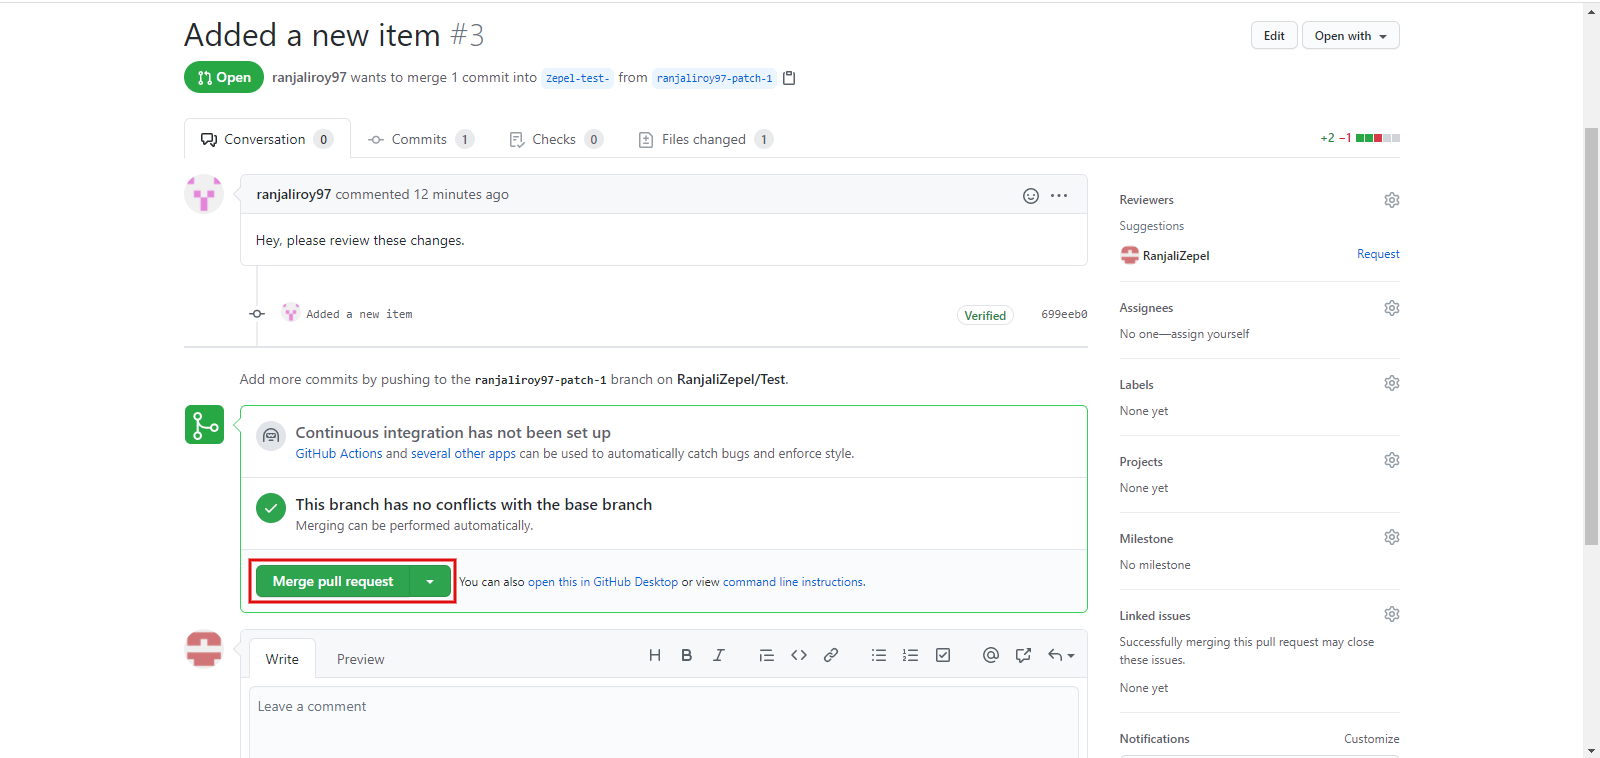 Added a new item #3
Edit
Open with
Open ranjaliroy97 wants to merge 1 commit into Zepel-test- from ranjaliroy97-patch-1
Conversation 0
Commits 1
Checks 0
Files changed 1
+2 −1
ranjaliroy97 commented 12 minutes ago
Hey, please review these changes.
Added a new item
Verified
699eeb0
Add more commits by pushing to the ranjaliroy97-patch-1 branch on RanjaliZepel/Test.
Continuous integration has not been set up
GitHub Actions and several other apps can be used to automatically catch bugs and enforce style.
This branch has no conflicts with the base branch
Merging can be performed automatically.
Merge pull request
You can also open this in GitHub Desktop or view command line instructions.
Write
Preview
Leave a comment
Reviewers
Suggestions
RanjaliZepel
Request
Assignees
No one—assign yourself
Labels
None yet
Projects
None yet
Milestone
No milestone
Linked issues
Successfully merging this pull request may close
these issues.
None yet
Notifications
Customize